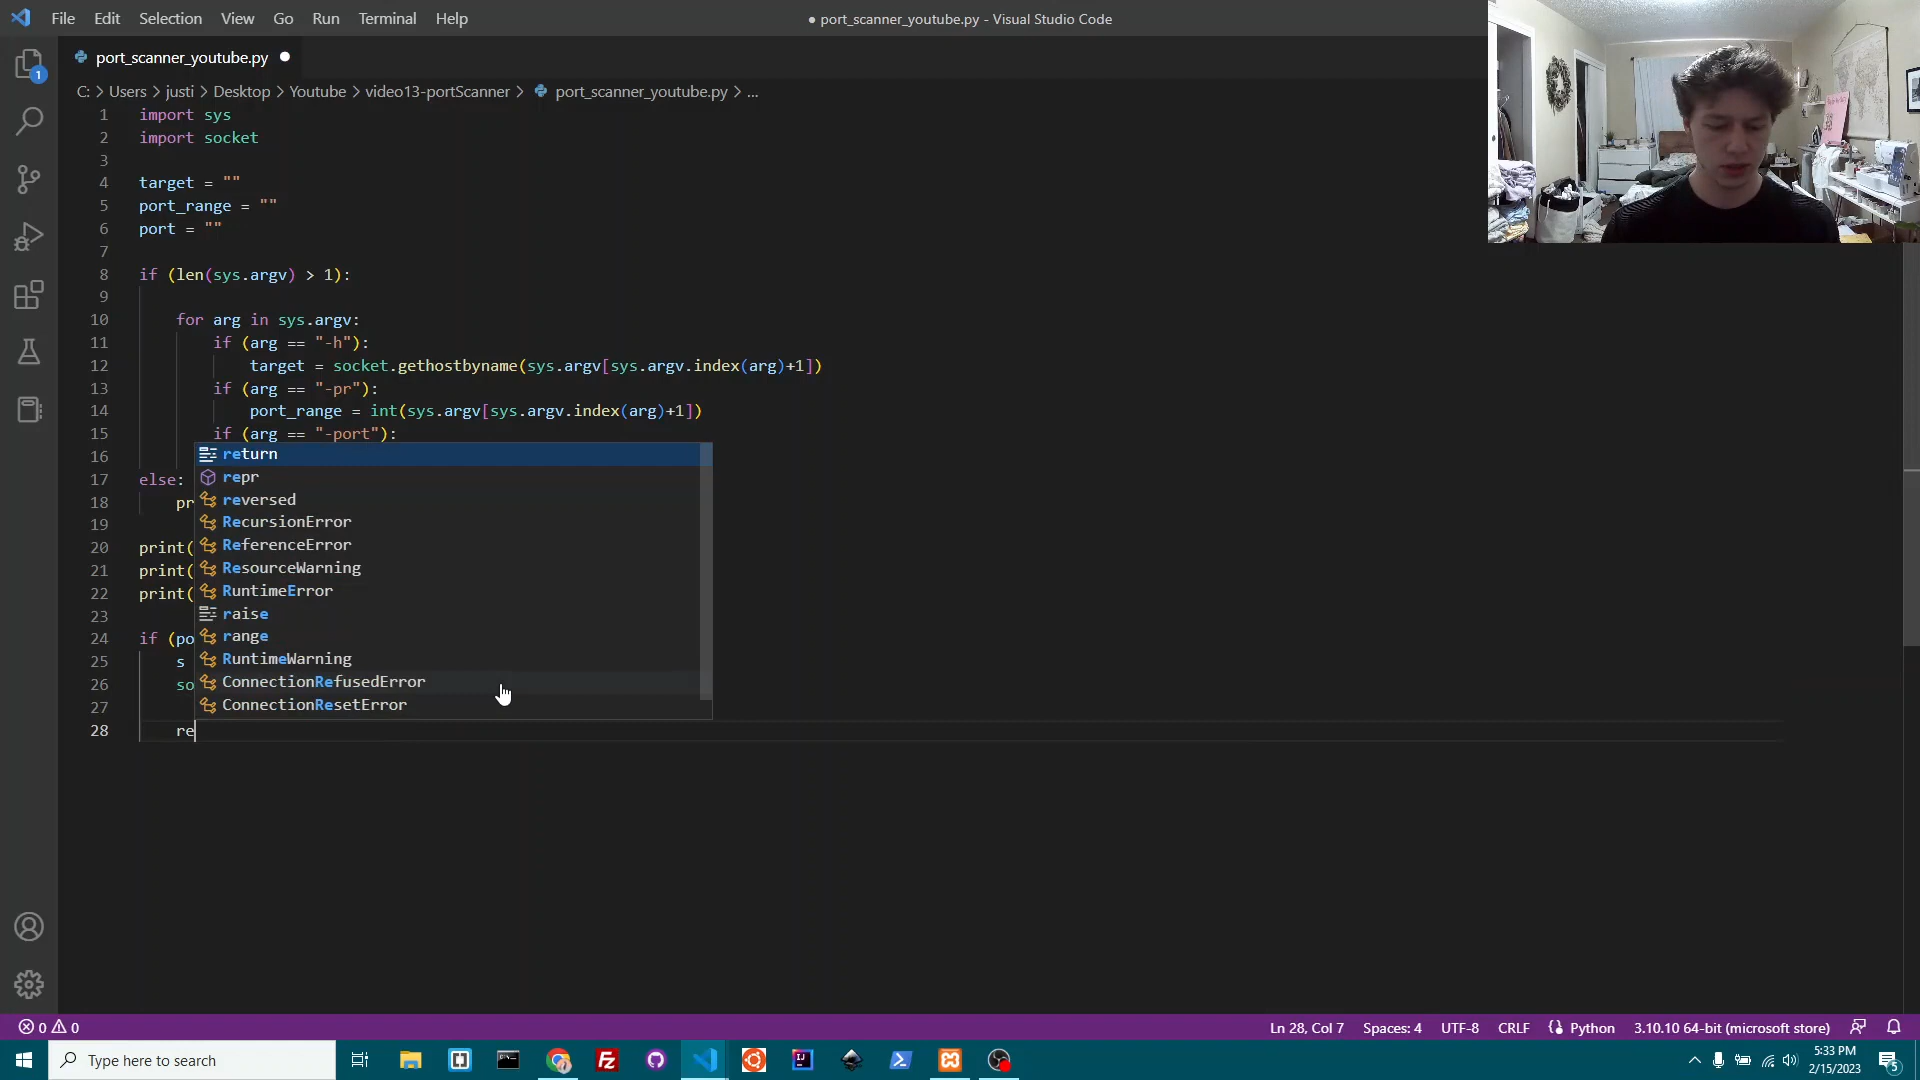 File Edit Selection View Go Run Terminal Help
● port_scanner_youtube.py - Visual Studio Code
port_scanner_youtube.py ●
C: > Users > justi > Desktop > Youtube > video13-portScanner > port_scanner_youtube.py > ...
1 import sys
2 import socket
3
4 target = ""
5 port_range = ""
6 port = ""
7
8 if (len(sys.argv) > 1):
9
10 for arg in sys.argv:
11 if (arg == "-h"):
12 target = socket.gethostbyname(sys.argv[sys.argv.index(arg)+1])
13 if (arg == "-pr"):
14 port_range = int(sys.argv[sys.argv.index(arg)+1])
15 if (arg == "-port"):
16
17 else:
18 pr
19
20 print(
21 print(
22 print(
23
24 if (po
25 s
26 so
27
28 re
return
repr
reversed
RecursionError
ReferenceError
ResourceWarning
RuntimeError
raise
range
RuntimeWarning
ConnectionRefusedError
ConnectionResetError
1
0 0
Ln 28, Col 7 Spaces: 4 UTF-8 CRLF Python 3.10.10 64-bit (microsoft store)
Type here to search
5:33 PM
2/15/2023
5